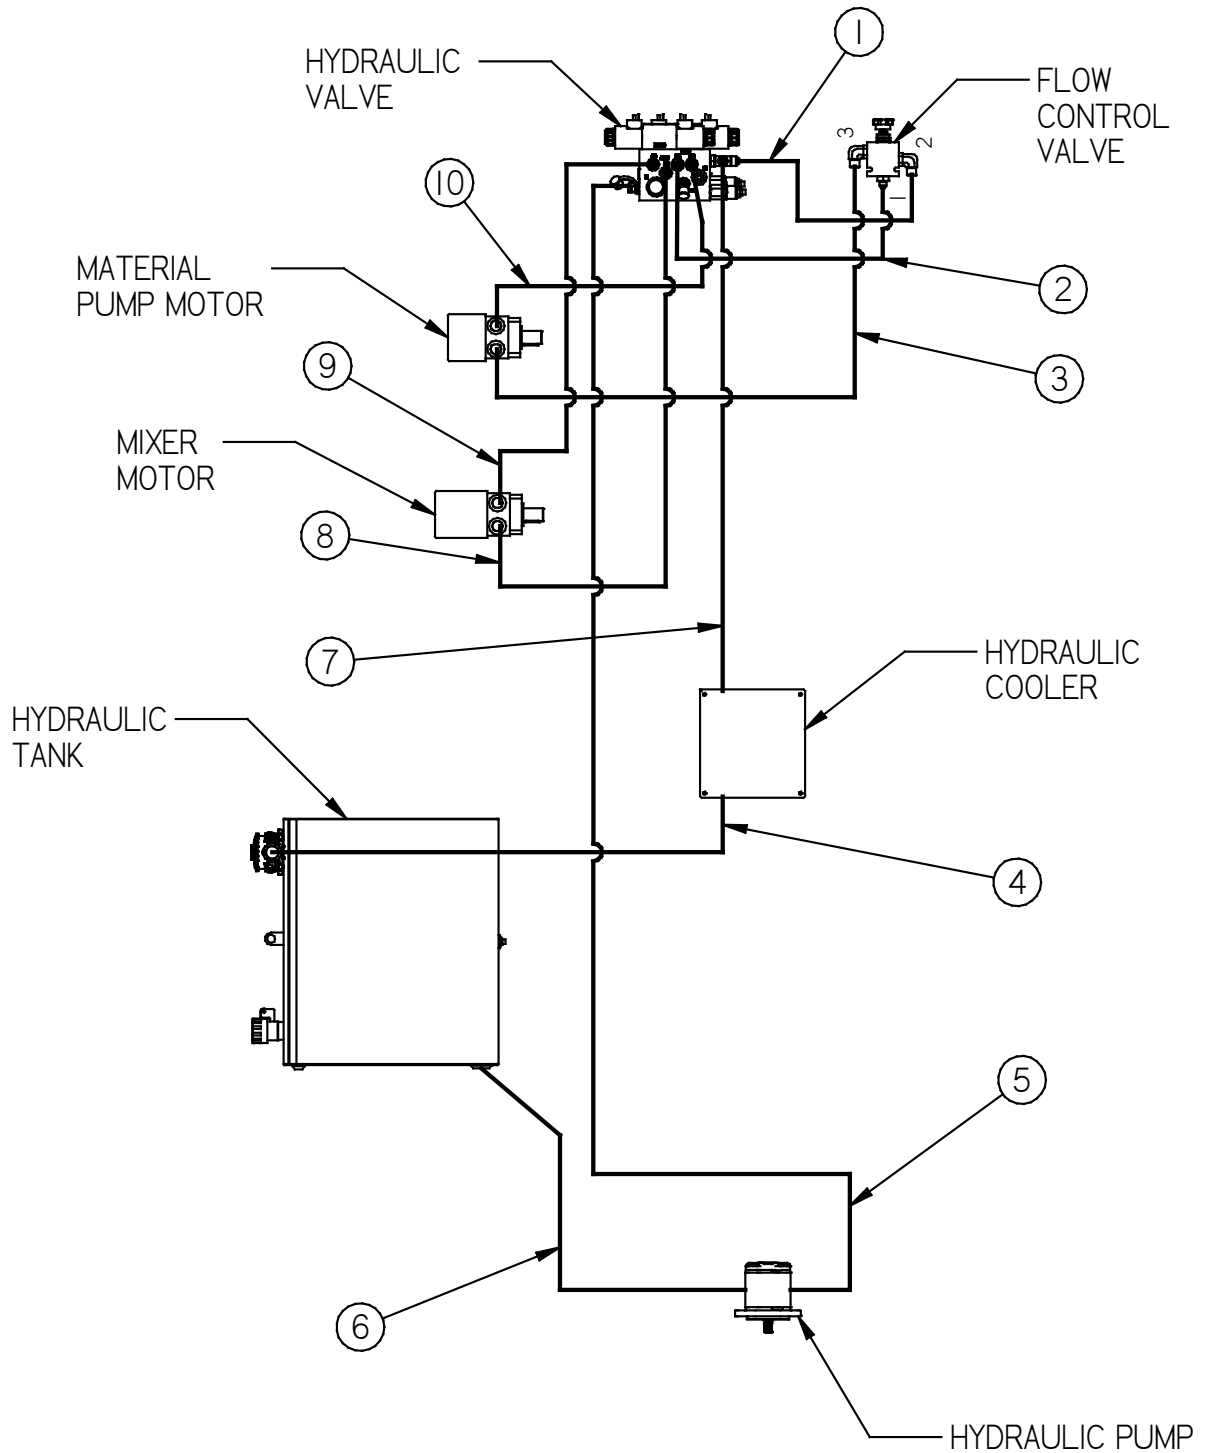 1
HYDRAULIC
VALVE
FLOW
CONTROL
VALVE
3
2
1
10
MATERIAL
PUMP MOTOR
2
9
3
MIXER
MOTOR
8
7
HYDRAULIC
COOLER
HYDRAULIC
TANK
4
5
6
HYDRAULIC PUMP